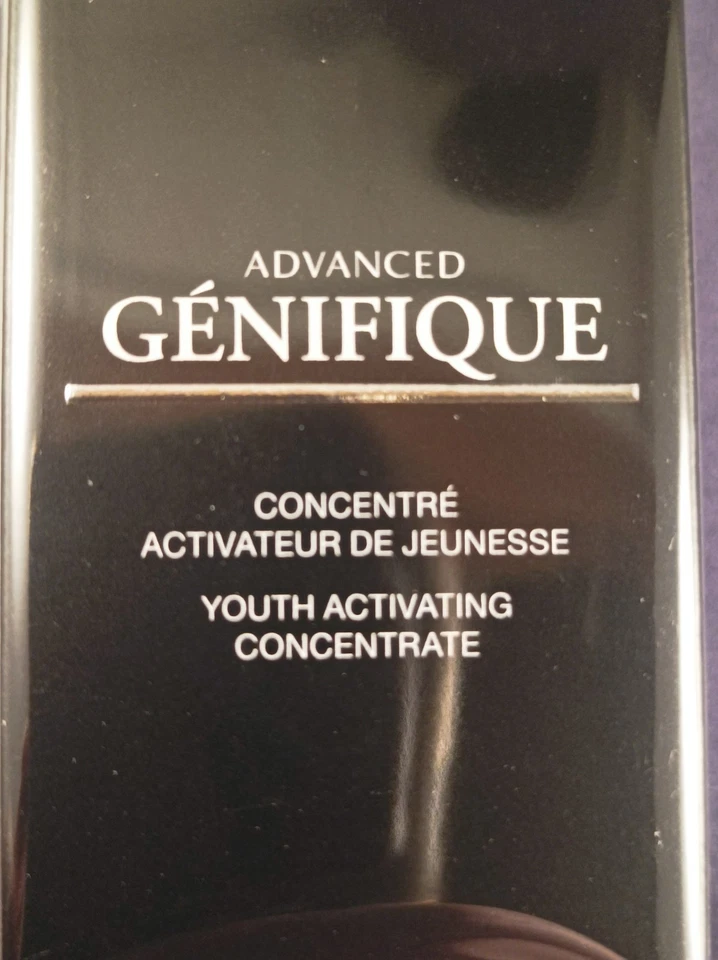 ADVANCED
GÉNIFIQUE
CONCENTRÉ
ACTIVATEUR DE JEUNESSE
YOUTH ACTIVATING
CONCENTRATE